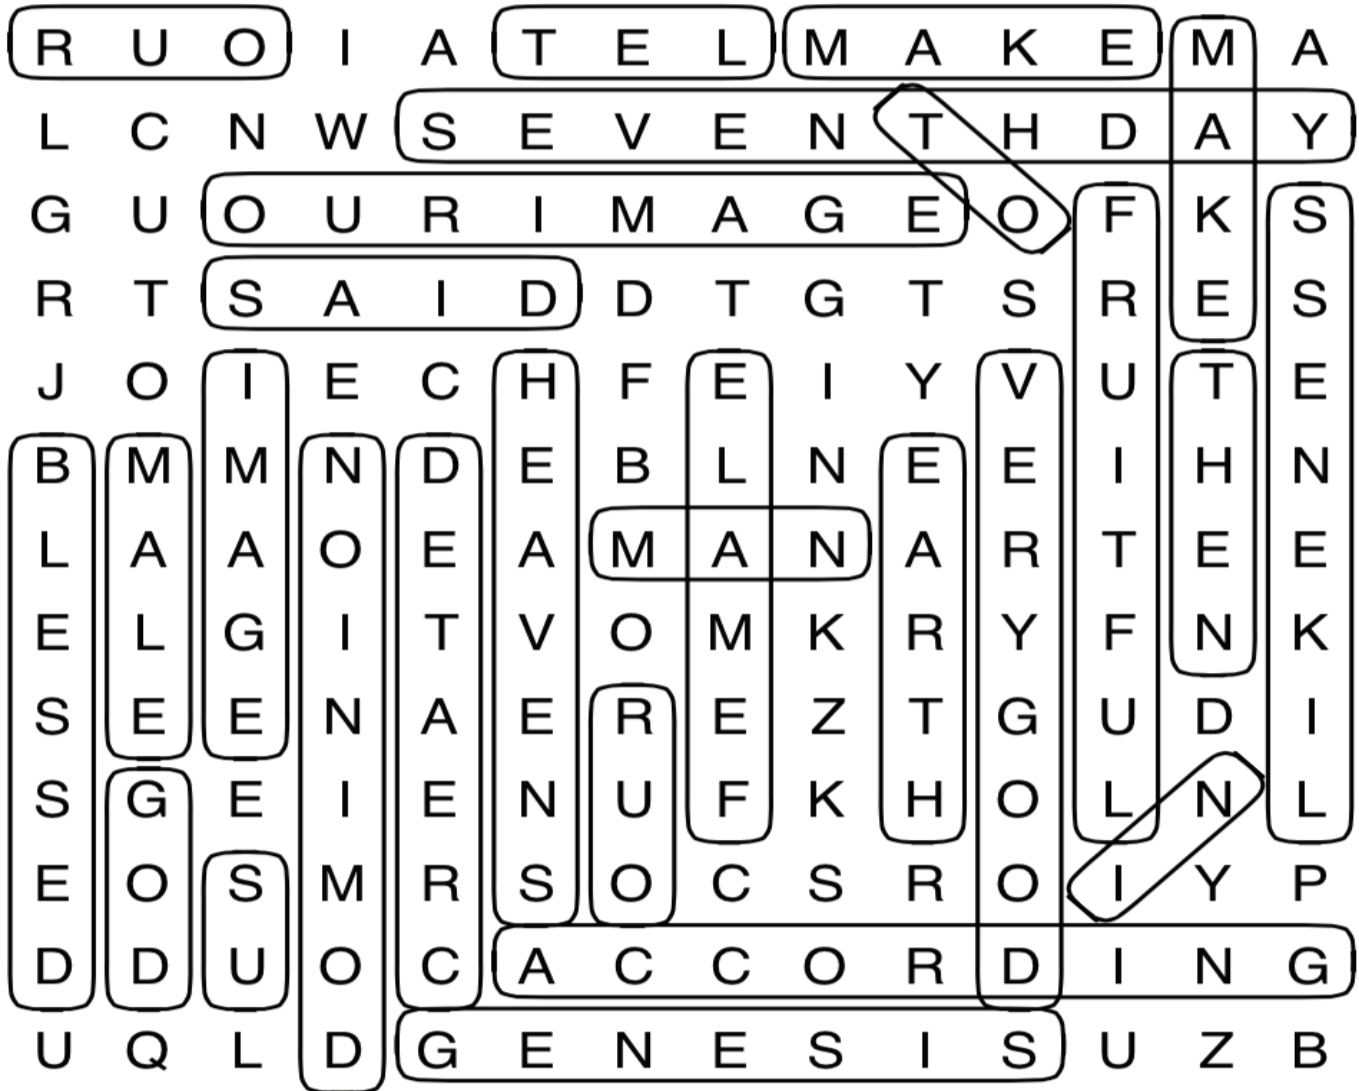 R U O I A T E L M A K E M A
L C N W S E V E N T H D A Y
G U O U R I M A G E O F K S
R T S A I D D T G T S R E S
J O I E C H F E I Y V U T E
B M M N D E B L N E E I H N
L A A O E A M A N A R T E E
E L G I T V O M K R Y F N K
S E E N A E R E Z T G U D I
S G E I E N U F K H O L N L
E O S M R S O C S R O I Y P
D D U O C A C C O R D I N G
U Q L D G E N E S I S U Z B